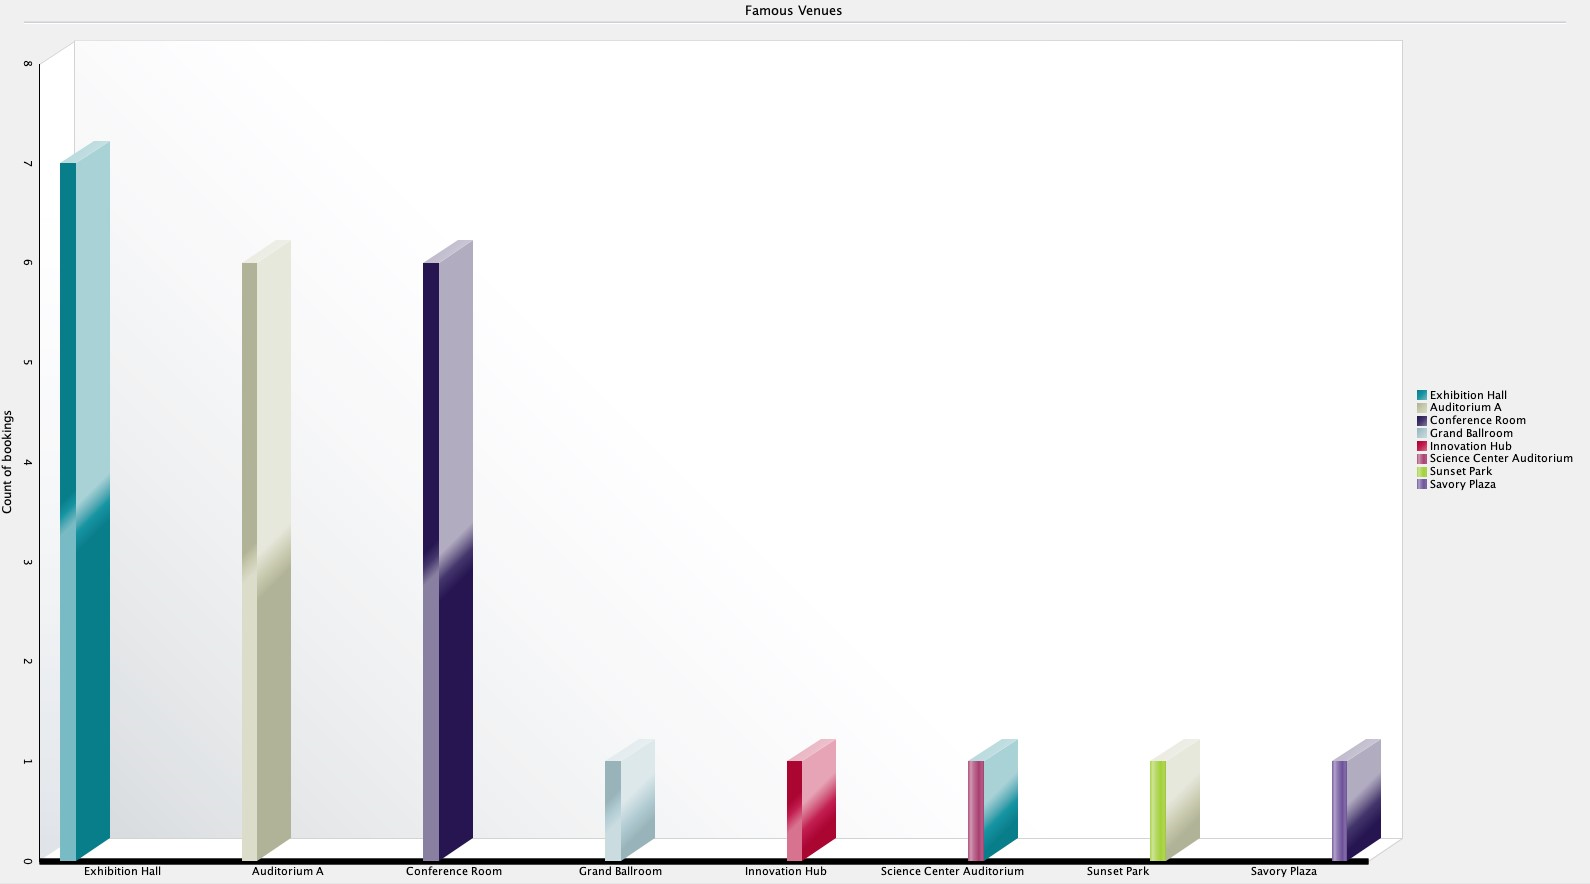 Famous Venues
8
7
6
5
4
3
2
1
0
Count of bookings
Exhibition Hall
Auditorium A
Conference Room
Grand Ballroom
Innovation Hub
Science Center Auditorium
Sunset Park
Savory Plaza
Exhibition Hall
Auditorium A
Conference Room
Grand Ballroom
Innovation Hub
Science Center Auditorium
Sunset Park
Savory Plaza